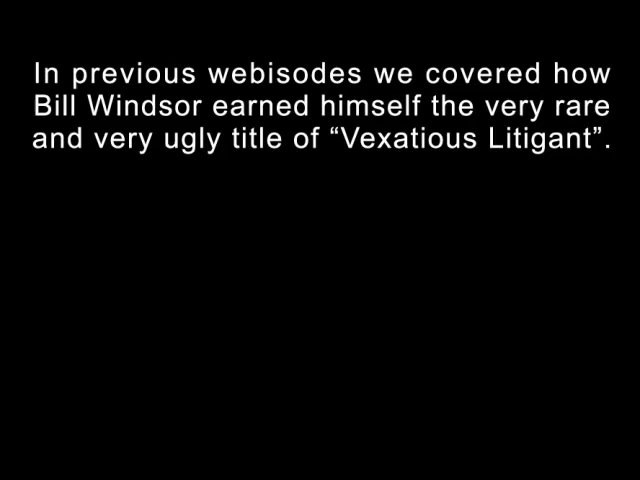 In previous webisodes we covered how
Bill Windsor earned himself the very rare
and very ugly title of “Vexatious Litigant”.